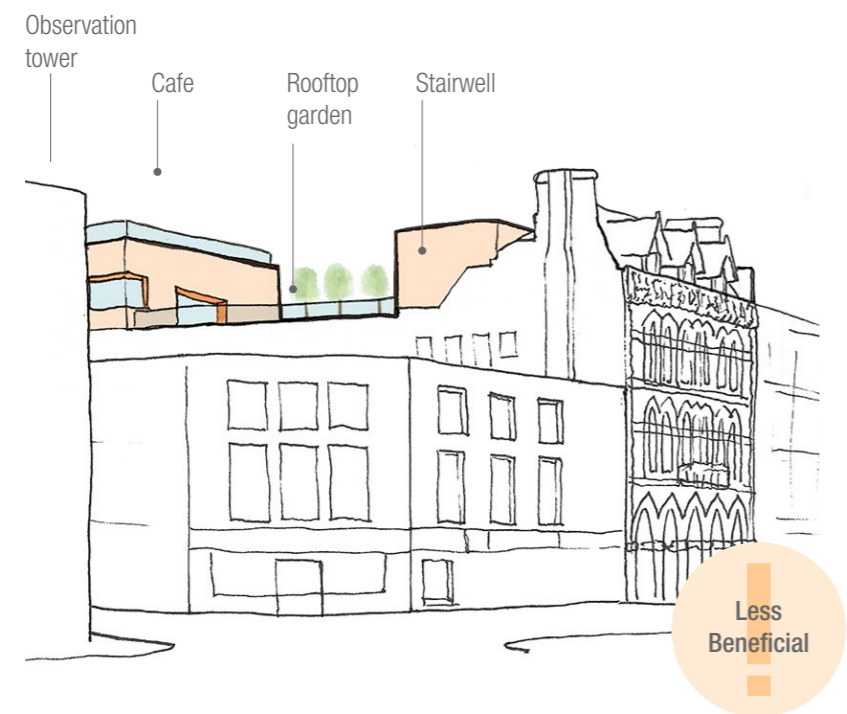 Observation
tower
Cafe
Rooftop
garden
Stairwell
Less
Beneficial